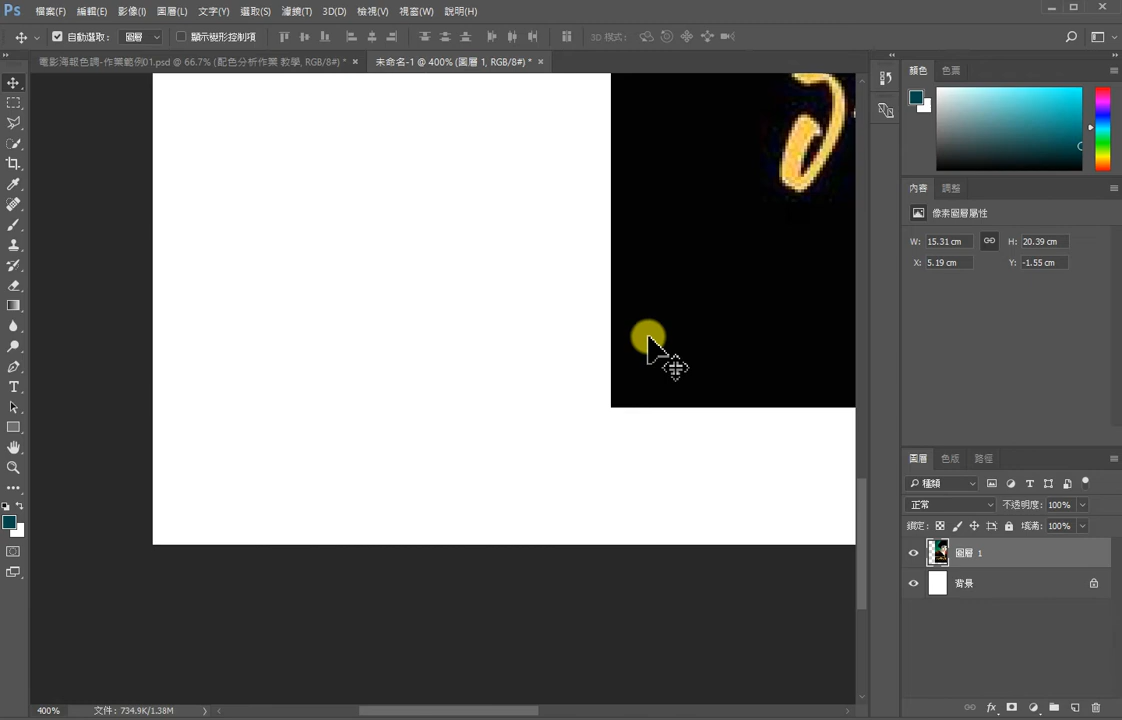 Ps 檔案(F) 編輯(E) 影像(I) 圖層(L) 文字(Y) 選取(S) 濾鏡(T) 3D(D) 檢視(V) 視窗(W) 說明(H)
自動選取: 圖層 顯示變形控制項 3D 模式:
電影海報色調-作業範例01.psd @ 66.7% (配色分析作業 教學, RGB/8#) * × 未命名-1 @ 400% (圖層 1, RGB/8#) * ×
顏色 色票
內容 調整
像素圖層屬性
W: 15.31 cm H: 20.39 cm
X: 5.19 cm Y: -1.55 cm
圖層 色版 路徑
種類
正常 不透明度: 100%
鎖定: 填滿: 100%
圖層 1
背景
fx
400% 文件: 734.9K/1.38M